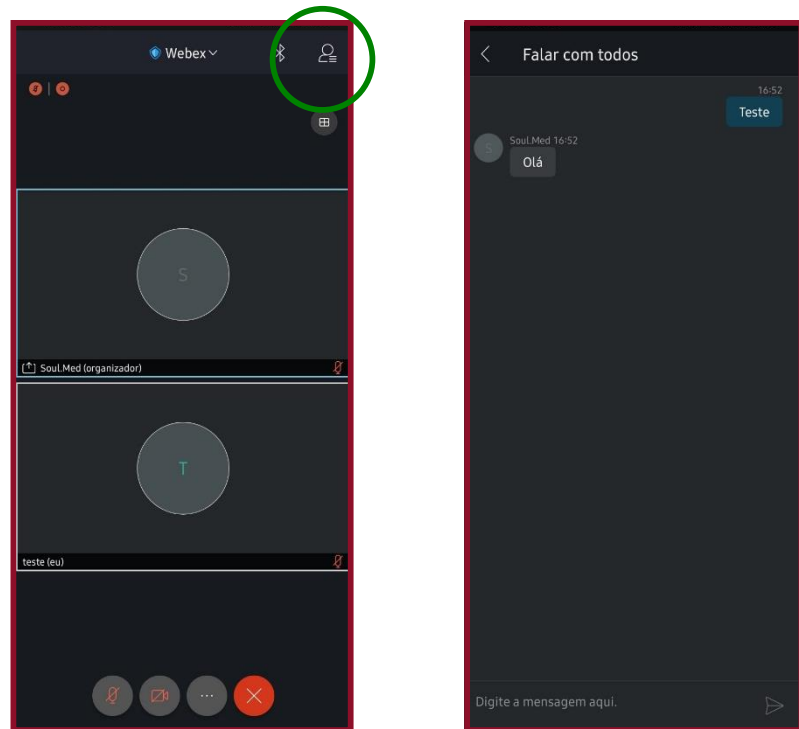 Webex
S
Soul.Med (organizador)
T
teste (eu)
Falar com todos
16:52
Teste
S
Soul.Med 16:52
Olá
Digite a mensagem aqui.